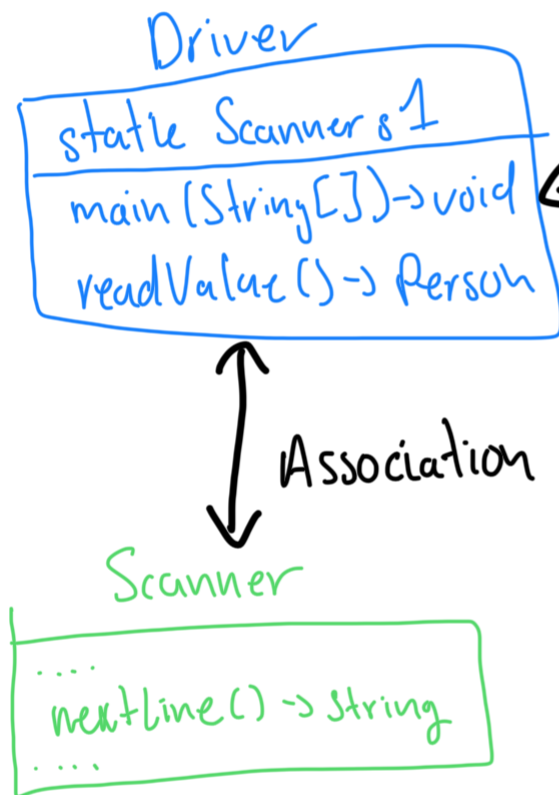 Driver
static Scanner s1
main(String[])->void
readValue()-> Person
Association
Scanner
....
nextLine() -> String
....